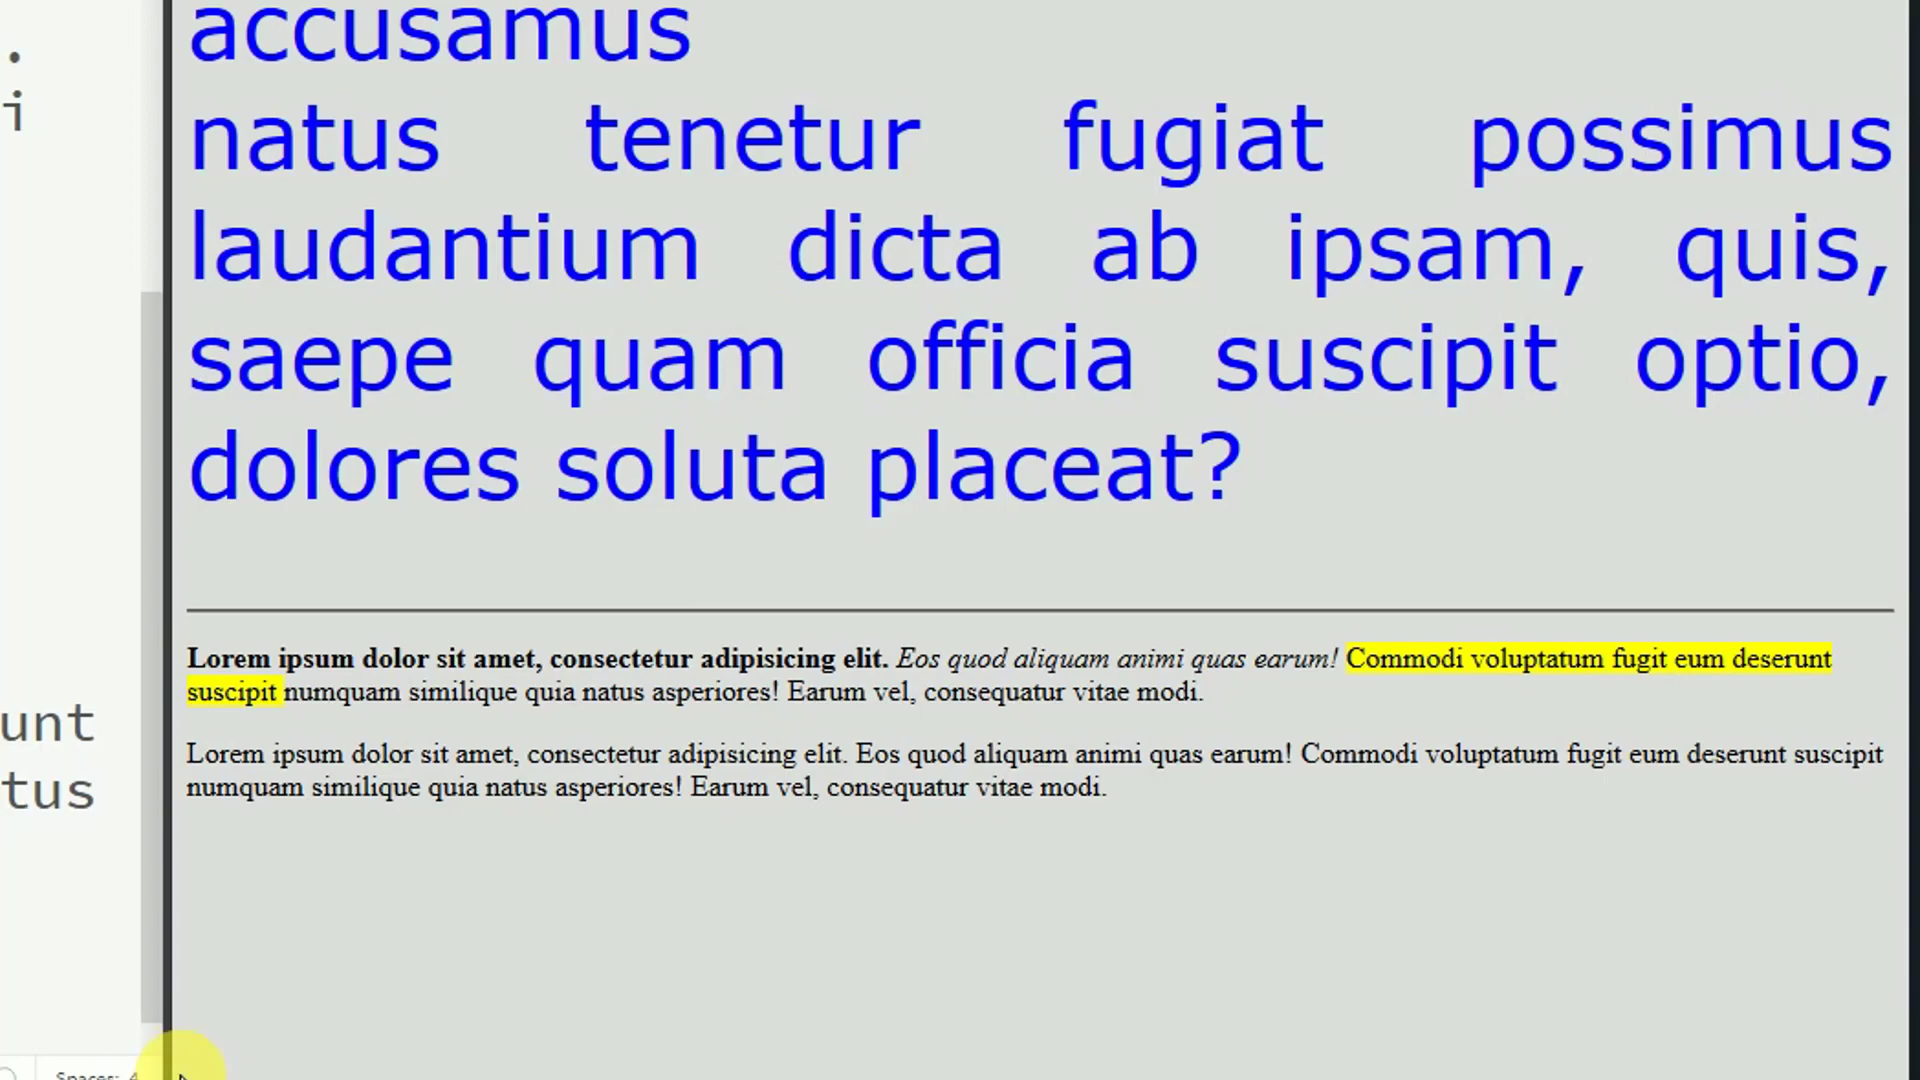 accusamus
natus tenetur fugiat possimus
laudantium dicta ab ipsam, quis,
saepe quam officia suscipit optio,
dolores soluta placeat?
Lorem ipsum dolor sit amet, consectetur adipisicing elit. Eos quod aliquam animi quas earum! Commodi voluptatum fugit eum deserunt
suscipit numquam similique quia natus asperiores! Earum vel, consequatur vitae modi.
Lorem ipsum dolor sit amet, consectetur adipisicing elit. Eos quod aliquam animi quas earum! Commodi voluptatum fugit eum deserunt suscipit
numquam similique quia natus asperiores! Earum vel, consequatur vitae modi.
.
i
unt
tus
Spaces: 4